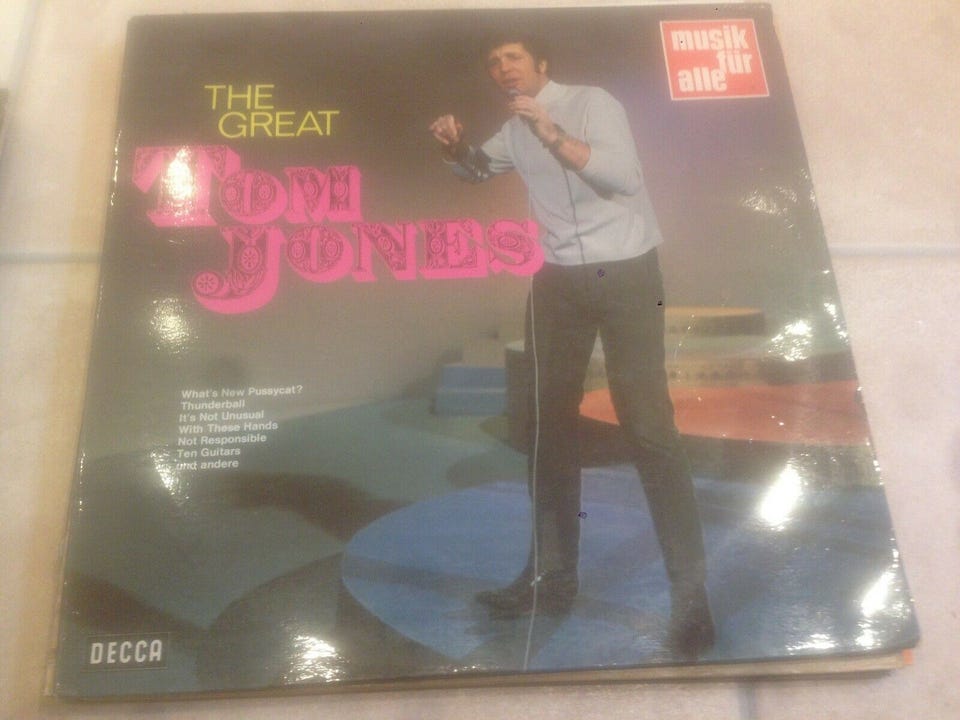 THE
GREAT
TOM
JONES
musik
für
alle
What's New Pussycat?
Thunderball
It's Not Unusual
With These Hands
Not Responsible
Ten Guitars
und andere
DECCA